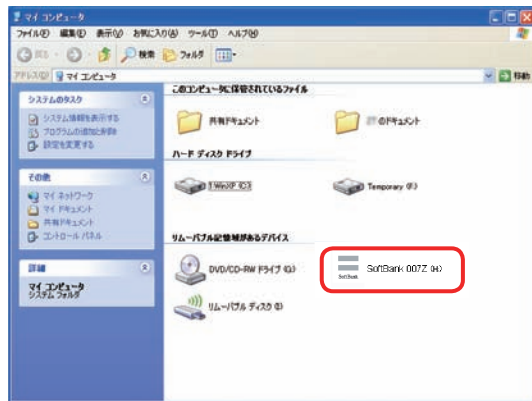 マイ コンピュータ
ファイル(F) 編集(E) 表示(V) お気に入り(A) ツール(T) ヘルプ(H)
戻る 検索 フォルダ
アドレス(D) マイ コンピュータ 移動
システムのタスク
システム情報を表示する
プログラムの追加と削除
設定を変更する
その他
マイ ネットワーク
マイ ドキュメント
共有ドキュメント
コントロール パネル
詳細
マイ コンピュータ
システム フォルダ
このコンピュータに保管されているファイル
共有ドキュメント のドキュメント
ハード ディスク ドライブ
WinXP (C:) Temporary (F:)
リムーバブル記憶域があるデバイス
DVD/CD-RW ドライブ (G:) SoftBank 007Z (H:)
SoftBank
リムーバブル ディスク (E:)